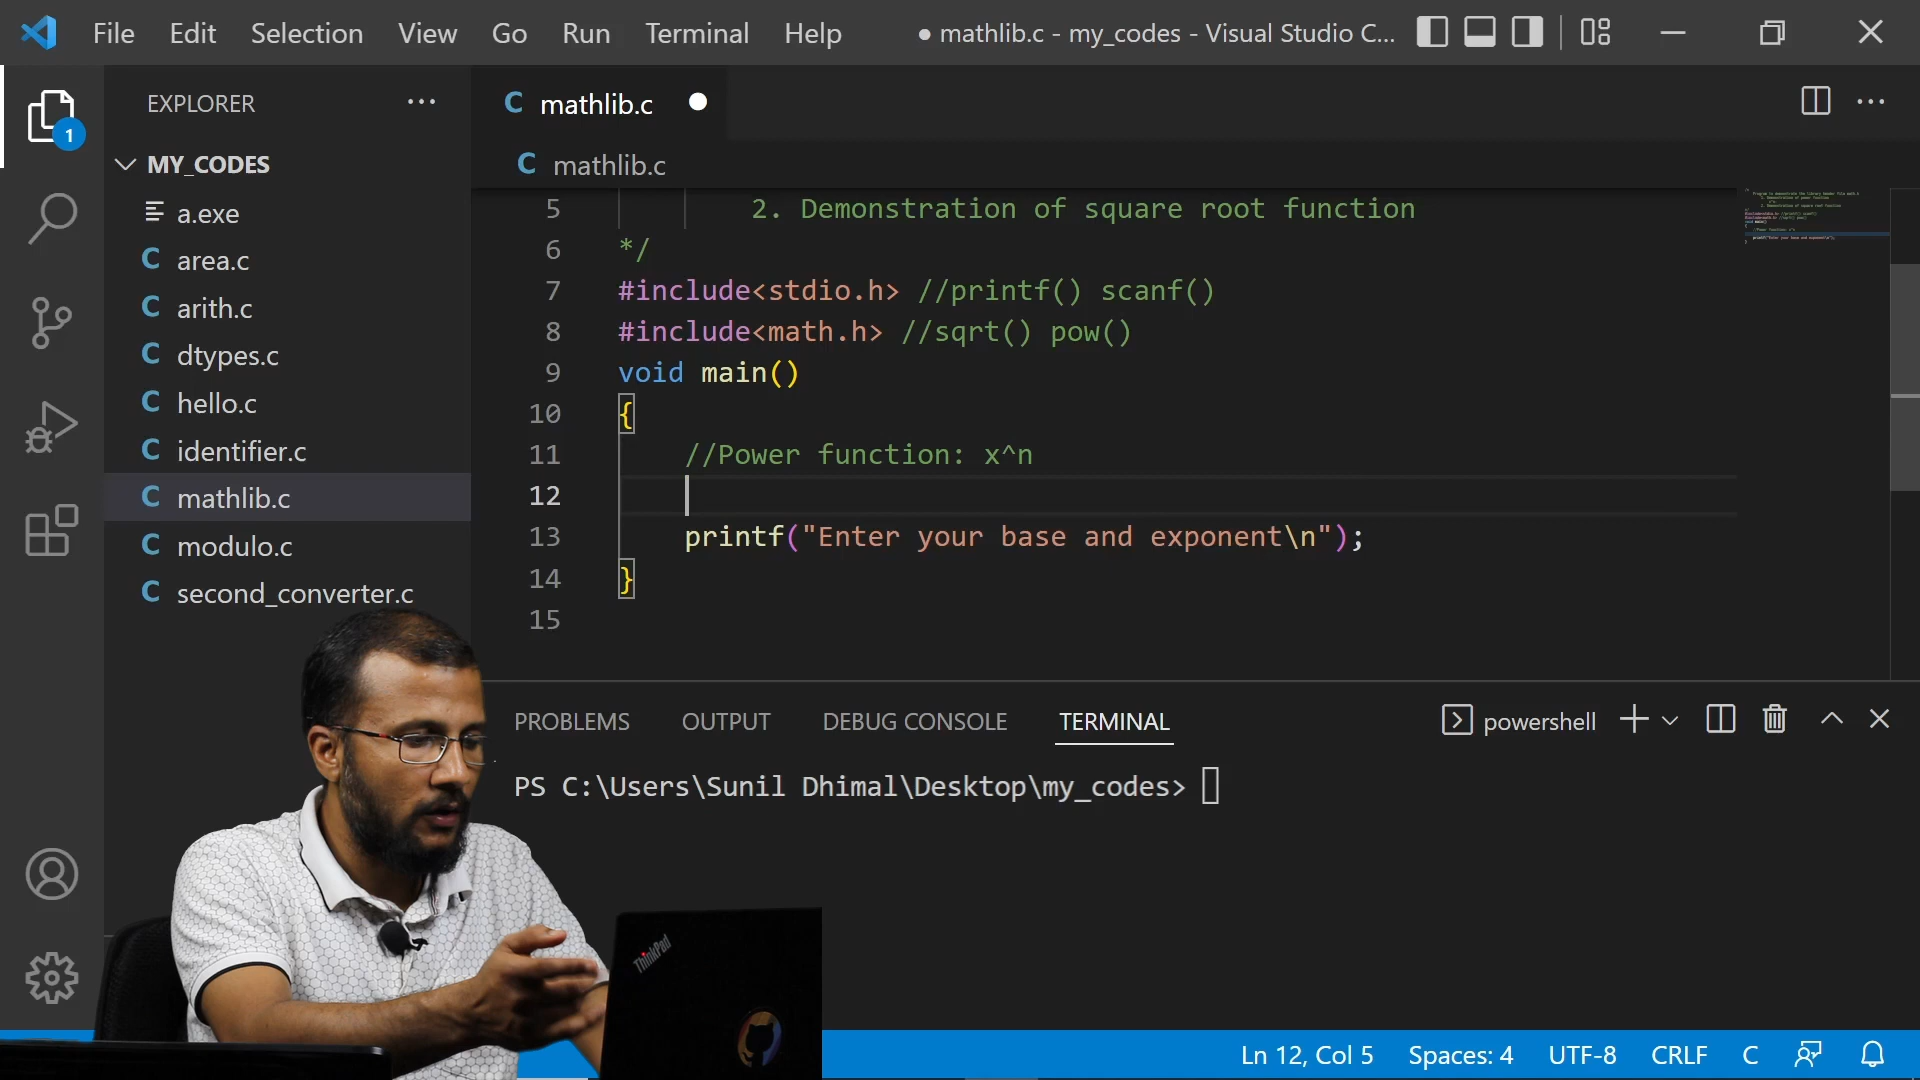 File Edit Selection View Go Run Terminal Help
● mathlib.c - my_codes - Visual Studio C...
EXPLORER
1
MY_CODES
a.exe
C area.c
C arith.c
C dtypes.c
C hello.c
C identifier.c
C mathlib.c
C modulo.c
C second_converter.c
C mathlib.c
C mathlib.c
5 2. Demonstration of square root function
6 */
7 #include<stdio.h> //printf() scanf()
8 #include<math.h> //sqrt() pow()
9 void main()
10 {
11 //Power function: x^n
12
13 printf("Enter your base and exponent\n");
14 }
15
PROBLEMS OUTPUT DEBUG CONSOLE TERMINAL
powershell
PS C:\Users\Sunil Dhimal\Desktop\my_codes>
ThinkPad
Ln 12, Col 5 Spaces: 4 UTF-8 CRLF C